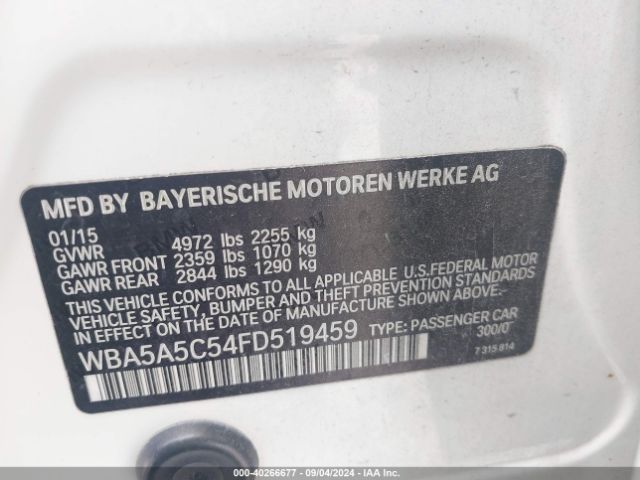 MFD BY BAYERISCHE MOTOREN WERKE AG
01/15
GVWR 4972 lbs 2255 kg
GAWR FRONT 2359 lbs 1070 kg
GAWR REAR 2844 lbs 1290 kg
THIS VEHICLE CONFORMS TO ALL APPLICABLE U.S.FEDERAL MOTOR
VEHICLE SAFETY, BUMPER AND THEFT PREVENTION STANDARDS
IN EFFECT ON THE DATE OF MANUFACTURE SHOWN ABOVE.
WBA5A5C54FD519459 TYPE: PASSENGER CAR
300/0
7 315 814
000-40266677 - 09/04/2024 - IAA Inc.